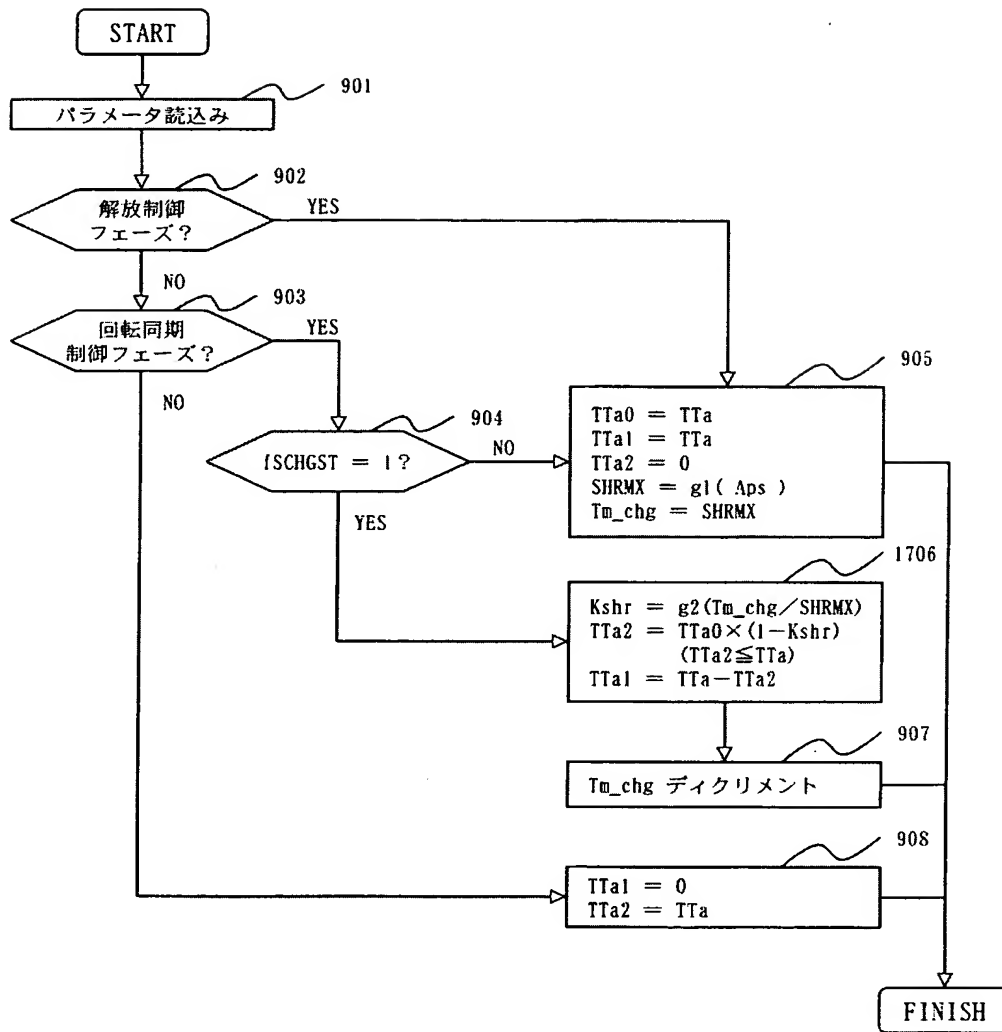 START
901
パラメータ読込み
902
解放制御
フェーズ？
YES
NO
903
回転同期
制御フェーズ？
YES
NO
904
fSCHGST = 1?
NO
YES
905
TTa0 = TTa
TTa1 = TTa
TTa2 = 0
SHRMX = g1( Aps )
Tm_chg = SHRMX
1706
Kshr = g2(Tm_chg／SHRMX)
TTa2 = TTa0×(1−Kshr)
(TTa2≦TTa)
TTa1 = TTa−TTa2
907
Tm_chg ディクリメント
908
TTa1 = 0
TTa2 = TTa
FINISH